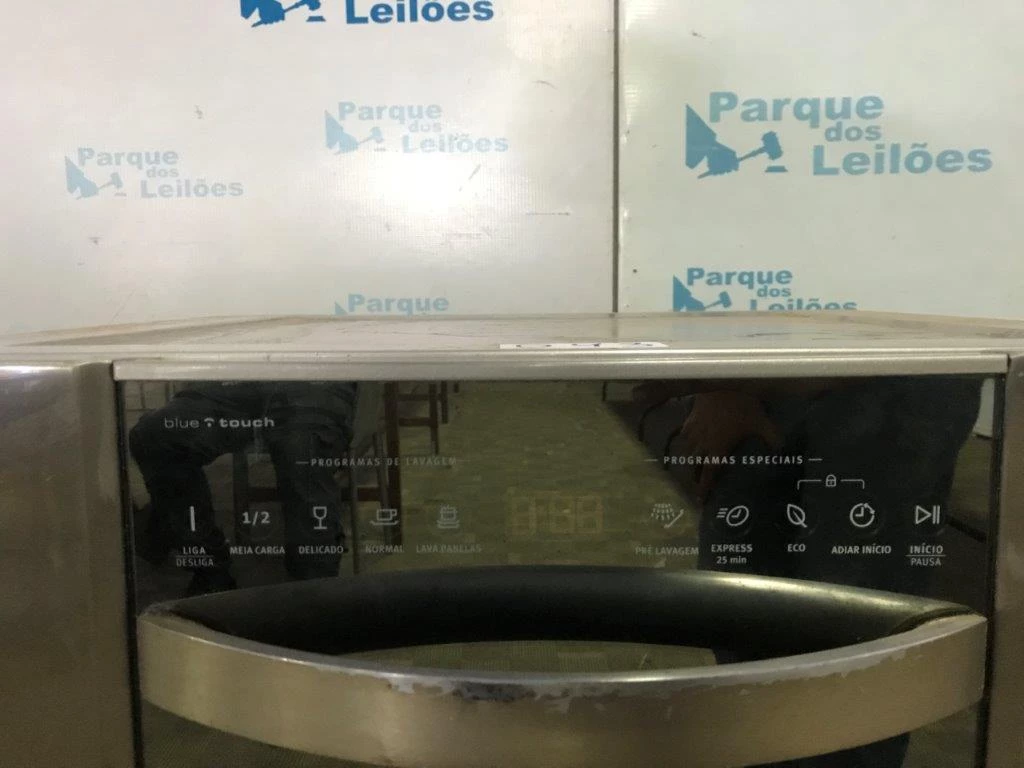 Leilões
Parque
dos
Leilões
Parque
dos
Leilões
Parque
dos
Leilões
Parque
Parque
dos
Leilões
blue touch
PROGRAMAS DE LAVAGEM
PROGRAMAS ESPECIAIS
1/2
LIGA
DESLIGA
MEIA CARGA
DELICADO
NORMAL
LAVA PANELAS
PRÉ LAVAGEM
EXPRESS
25 min
ECO
ADIAR INÍCIO
INÍCIO
PAUSA